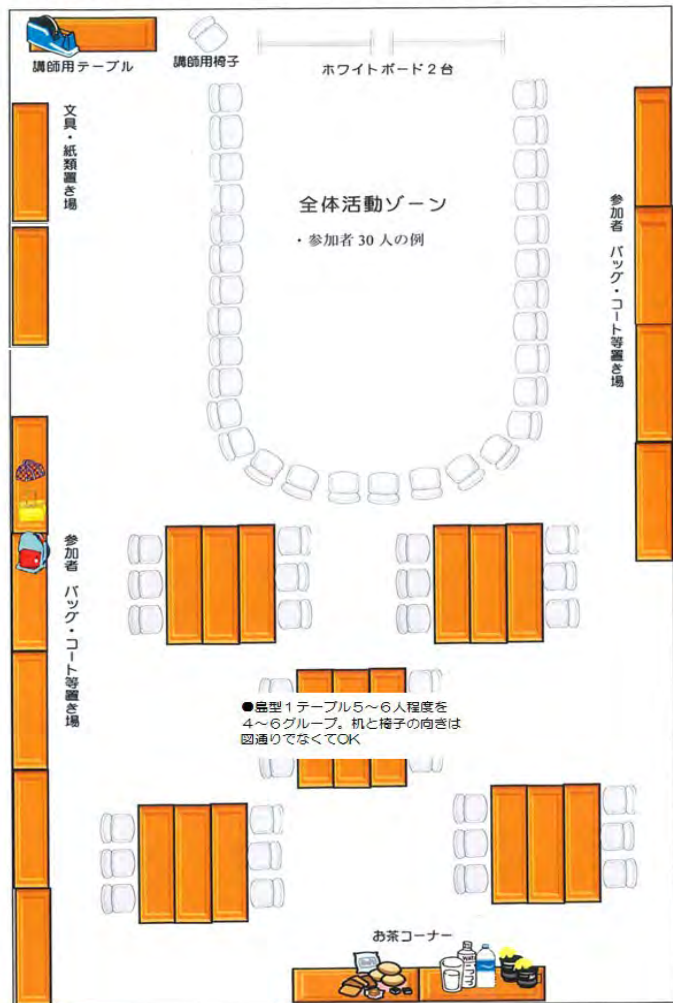 講師用テーブル
講師用椅子
ホワイトボード２台
文具・紙類置き場
全体活動ゾーン
・参加者 30 人の例
参加者　バッグ・コート等置き場
参加者　バッグ・コート等置き場
●島型１テーブル５～６人程度を
４～６グループ。机と椅子の向きは
図通りでなくてOK
お茶コーナー